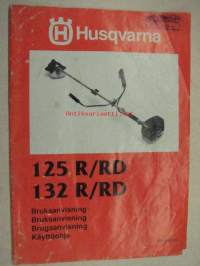 Husqvarna
125 R/RD
132 R/RD
Bruksanvisning
Bruksanvisning
Brugsanvisning
Käyttöohje